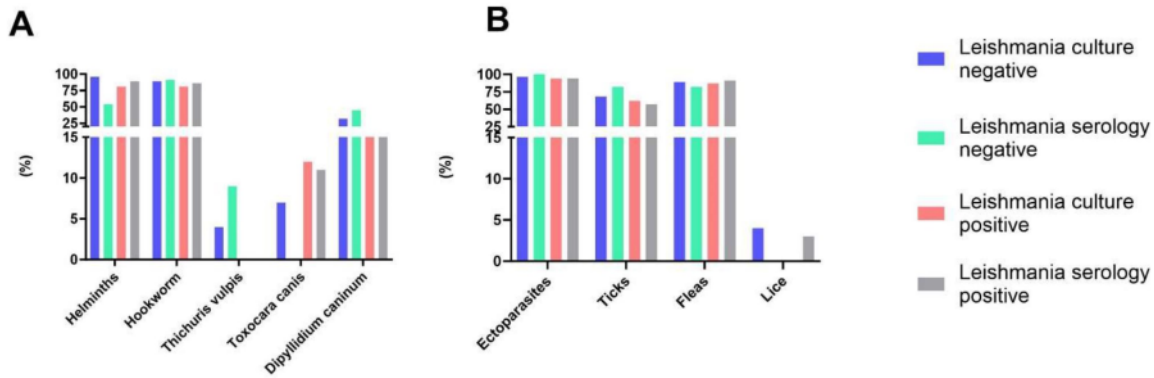 A
100
75
50
25
15
10
5
0
(%)
Helminths
Hookworm
Thichuris vulpis
Toxocara canis
Dipyllidium caninum
B
100
75
50
25
15
10
5
0
(%)
Ectoparasites
Ticks
Fleas
Lice
Leishmania culture
negative
Leishmania serology
negative
Leishmania culture
positive
Leishmania serology
positive